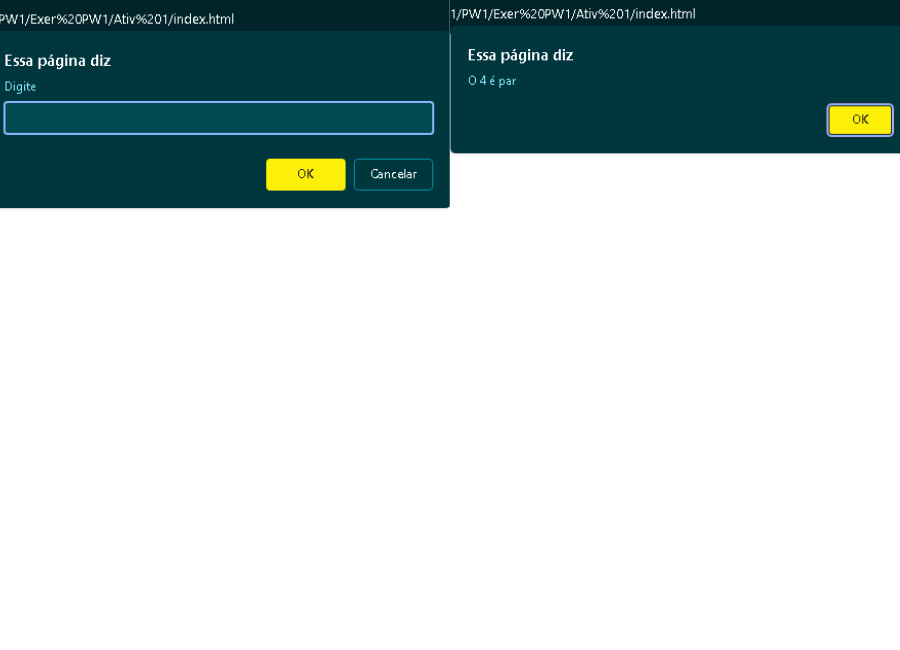 PW1/Exer%20PW1/Ativ%201/index.html
Essa página diz
Digite
OK
Cancelar
1/PW1/Exer%20PW1/Ativ%201/index.html
Essa página diz
O 4 é par
OK